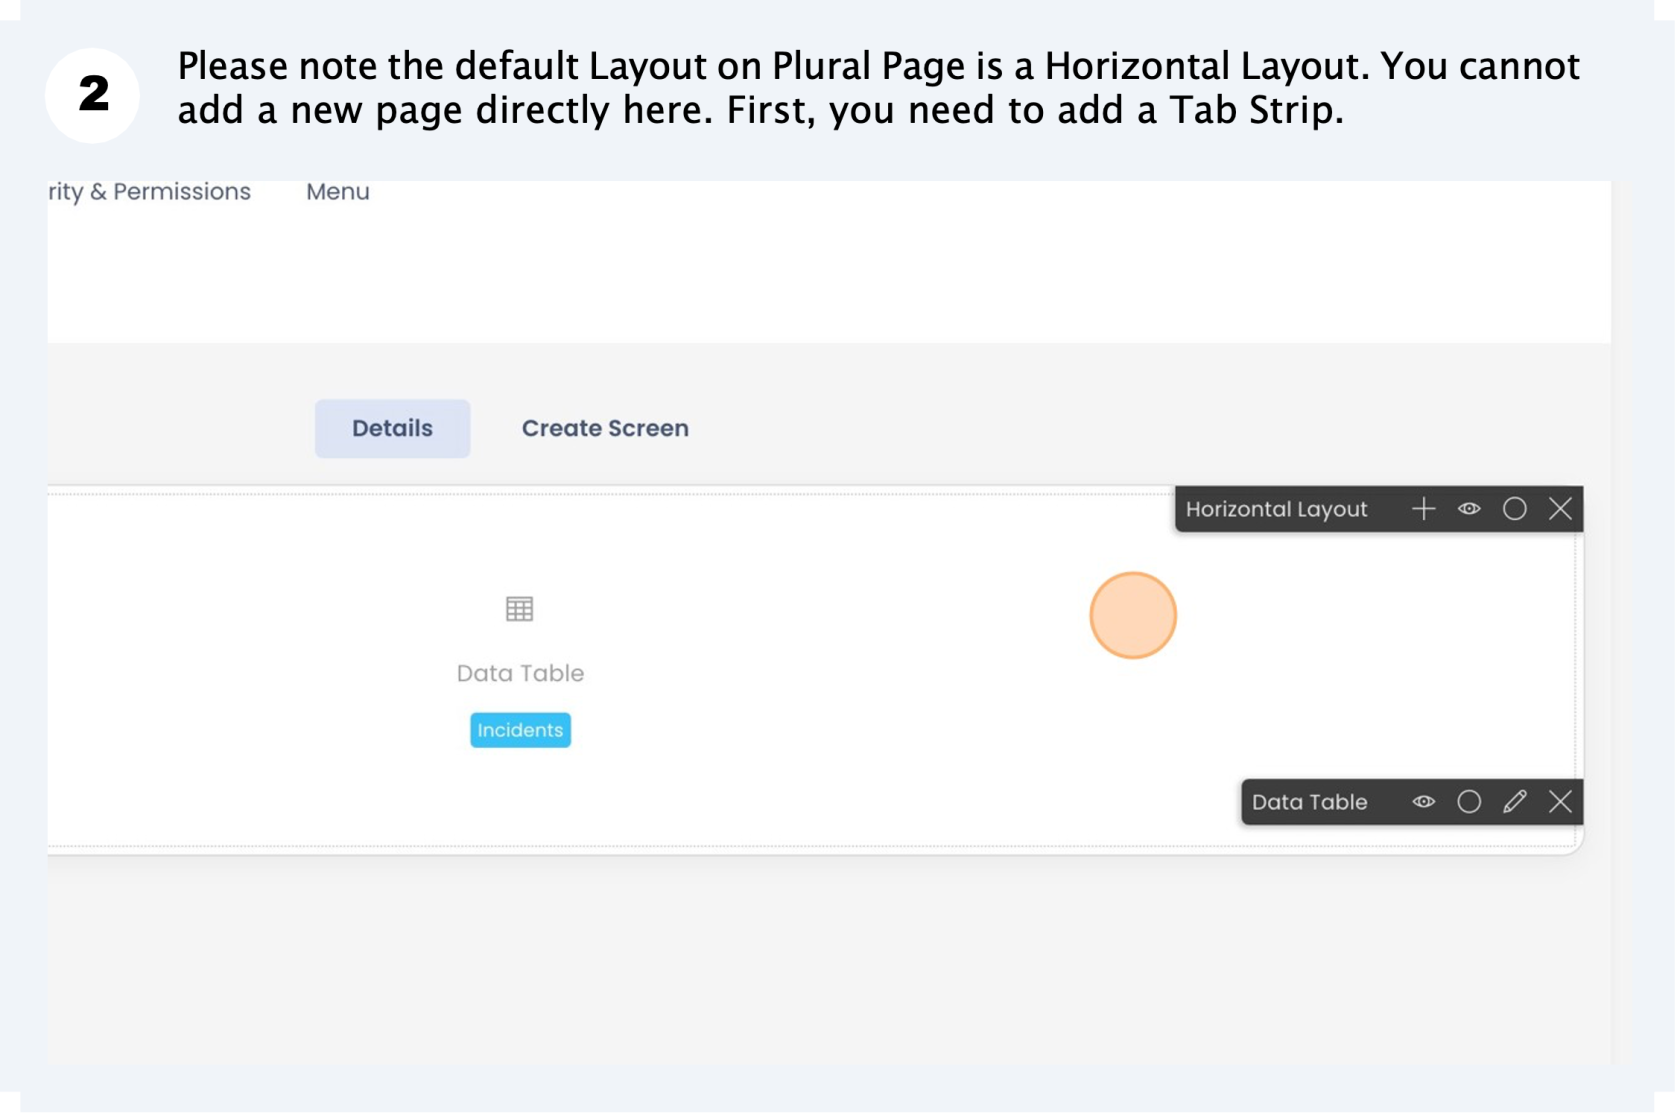 2
Please note the default Layout on Plural Page is a Horizontal Layout. You cannot
add a new page directly here. First, you need to add a Tab Strip.
rity & Permissions Menu
Details Create Screen
Horizontal Layout
Data Table
Incidents
Data Table